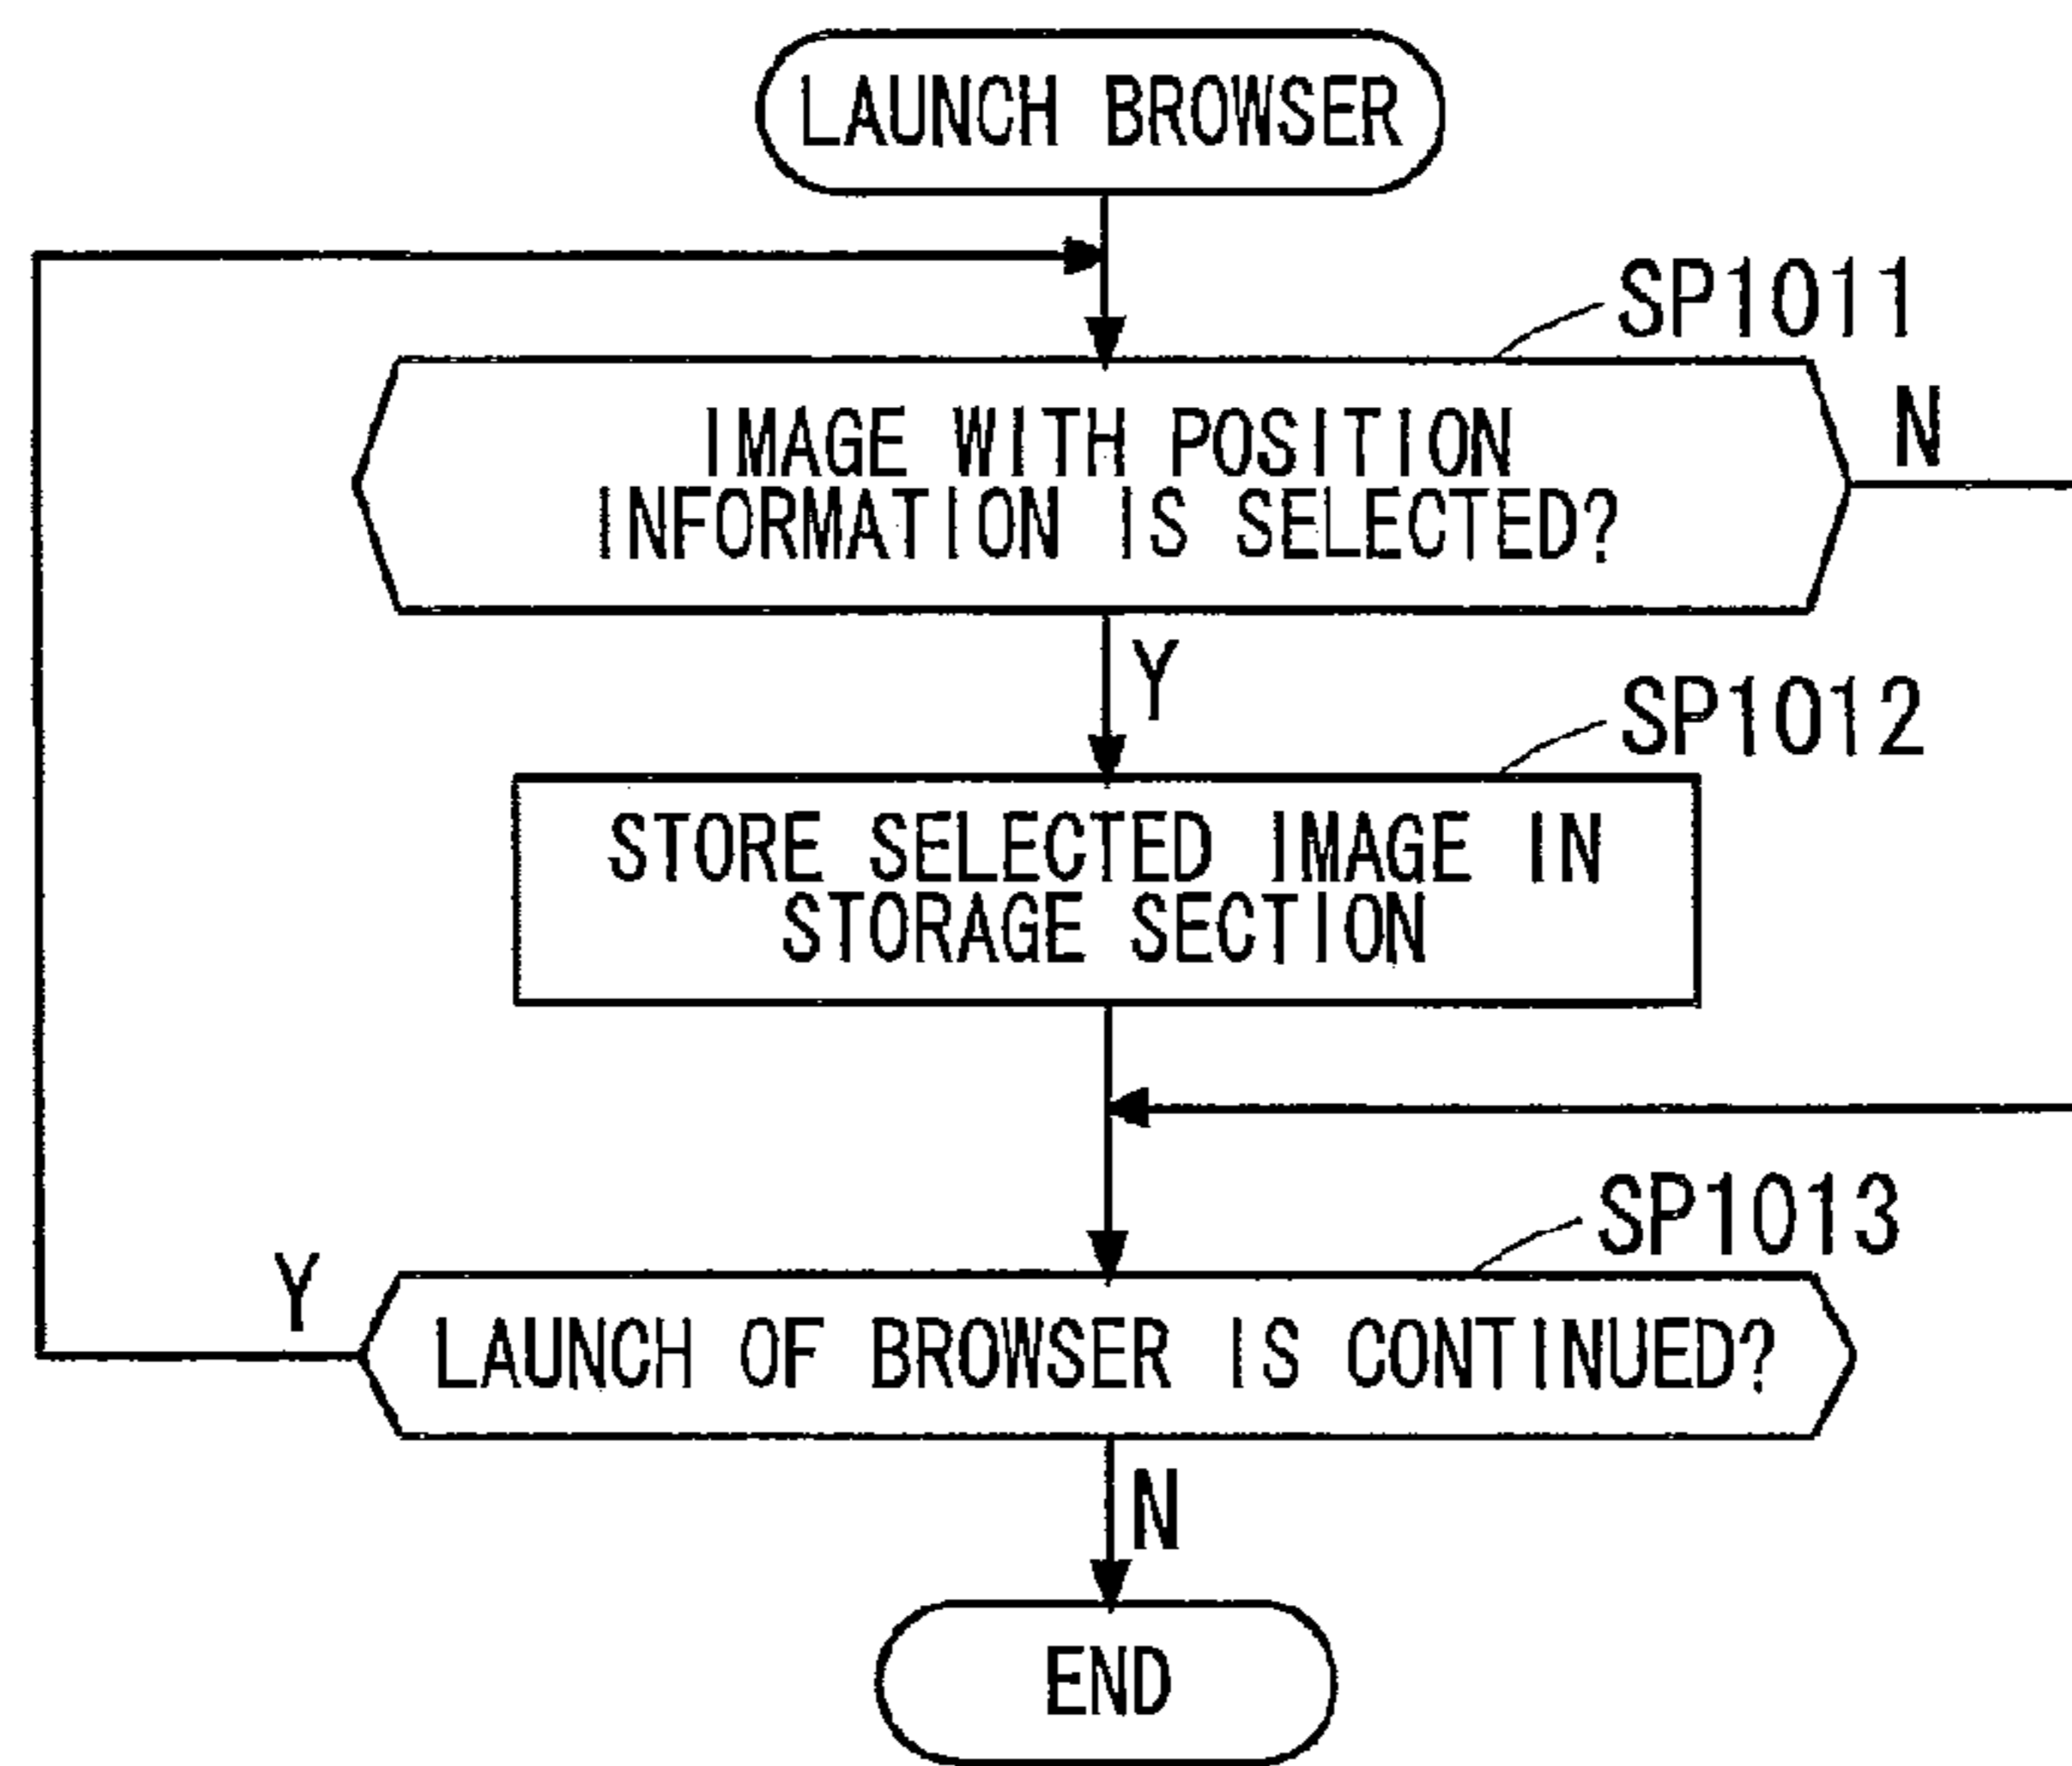 LAUNCH BROWSER
SP1011
IMAGE WITH POSITION
INFORMATION IS SELECTED?
N
Y
SP1012
STORE SELECTED IMAGE IN
STORAGE SECTION
SP1013
Y
LAUNCH OF BROWSER IS CONTINUED?
N
END